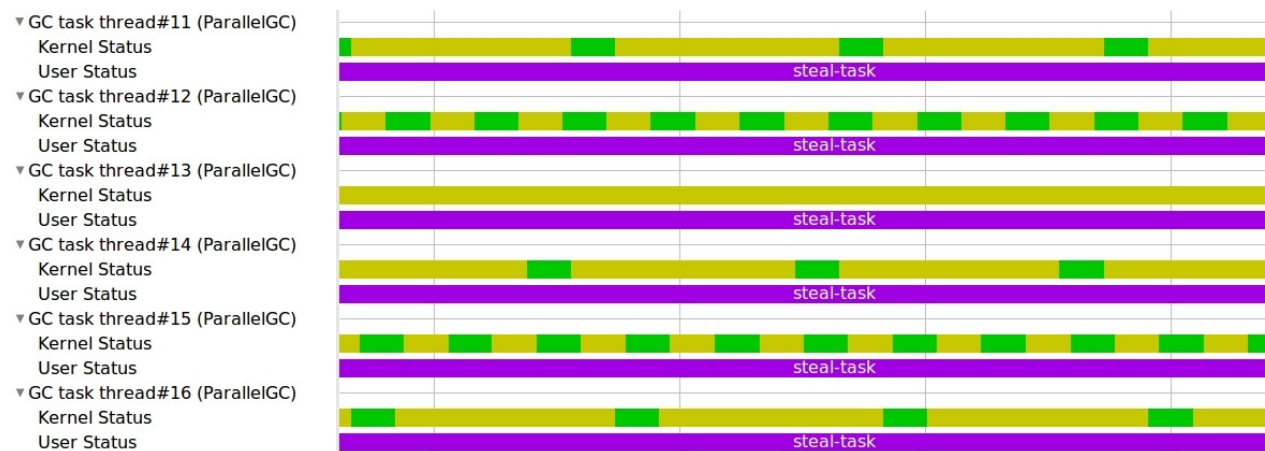 GC task thread#11 (ParallelGC)
Kernel Status
User Status steal-task
GC task thread#12 (ParallelGC)
Kernel Status
User Status steal-task
GC task thread#13 (ParallelGC)
Kernel Status
User Status steal-task
GC task thread#14 (ParallelGC)
Kernel Status
User Status steal-task
GC task thread#15 (ParallelGC)
Kernel Status
User Status steal-task
GC task thread#16 (ParallelGC)
Kernel Status
User Status steal-task